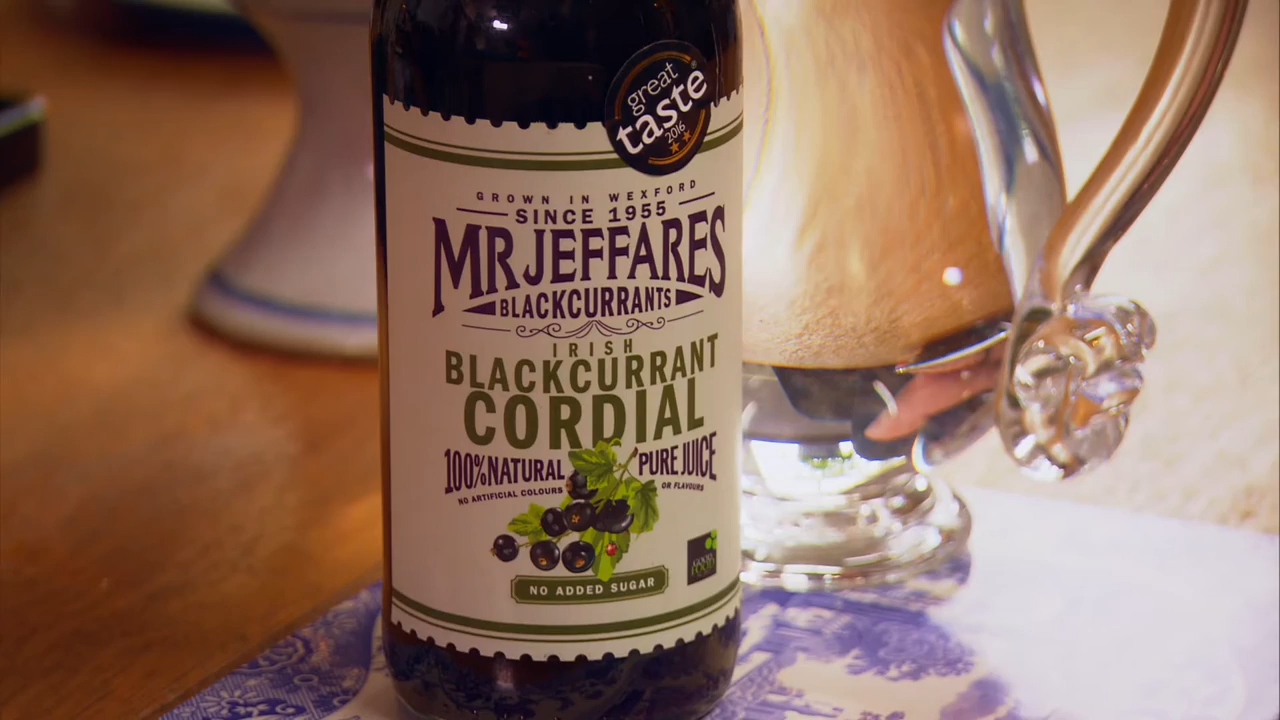 great
taste
2016
GROWN IN WEXFORD
SINCE 1955
MR JEFFARES
BLACKCURRANTS
IRISH
BLACKCURRANT
CORDIAL
100% NATURAL PURE JUICE
NO ARTIFICIAL COLOURS OR FLAVOURS
NO ADDED SUGAR